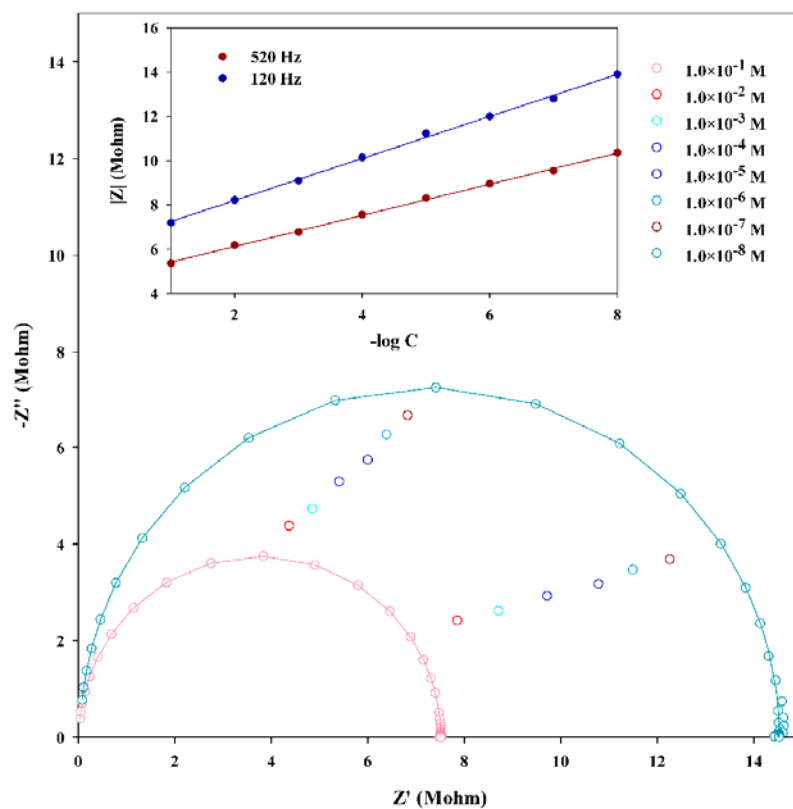 14
12
10
8
6
4
2
0
-Z'' (Mohm)
0 2 4 6 8 10 12 14
Z' (Mohm)
16
14
12
10
8
6
4
|Z| (Mohm)
2 4 6 8
-log C
520 Hz
120 Hz
1.0×10⁻¹ M
1.0×10⁻² M
1.0×10⁻³ M
1.0×10⁻⁴ M
1.0×10⁻⁵ M
1.0×10⁻⁶ M
1.0×10⁻⁷ M
1.0×10⁻⁸ M